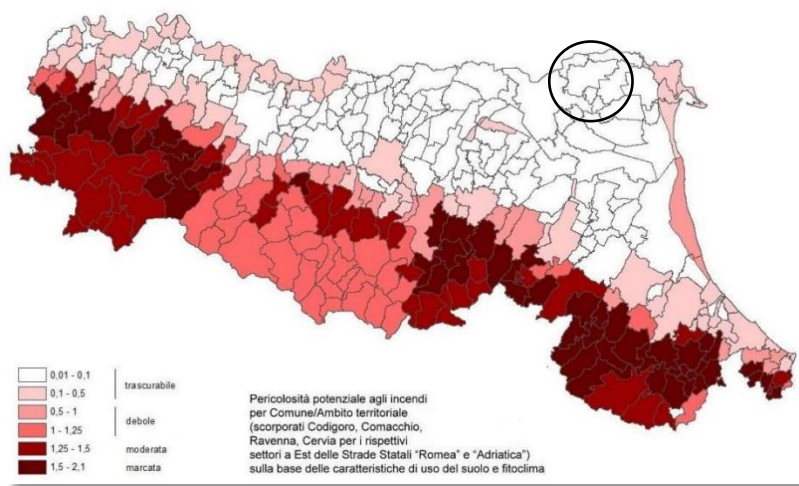 0,01 - 0,1
0,1 - 0,5
trascurabile
0,5 - 1
1 - 1,25
debole
1,25 - 1,5
moderata
1,5 - 2,1
marcata
Pericolosità potenziale agli incendi
per Comune/Ambito territoriale
(scorporati Codigoro, Comacchio,
Ravenna, Cervia per i rispettivi
settori a Est delle Strade Statali "Romea" e "Adriatica")
sulla base delle caratteristiche di uso del suolo e fitoclima